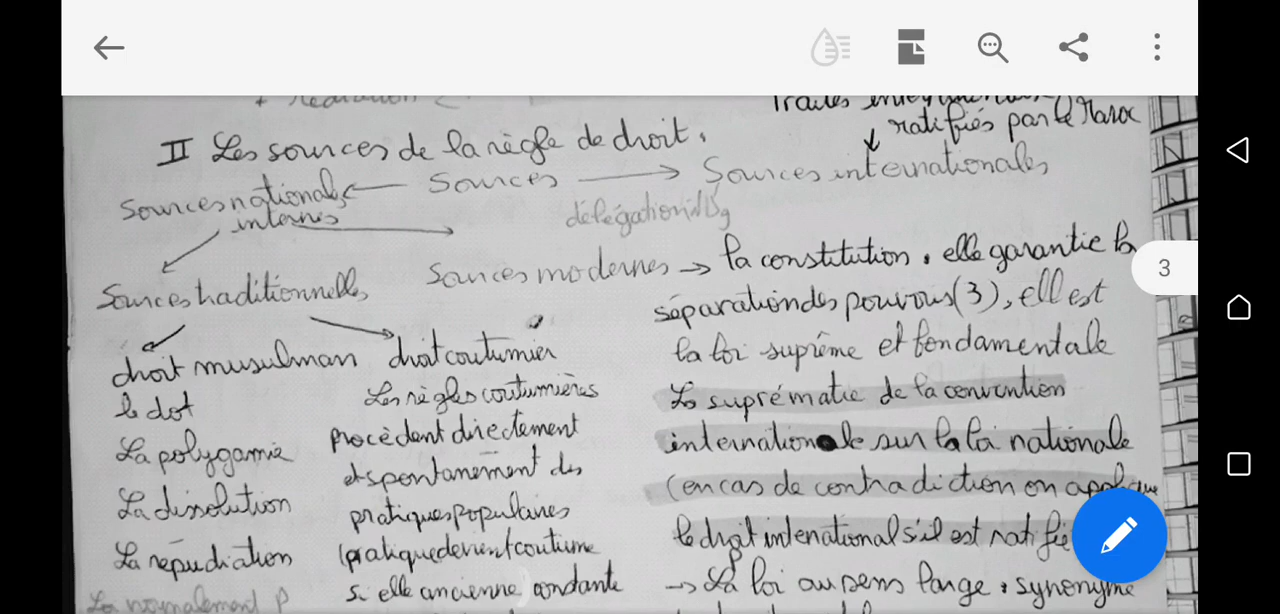 Traités
ratifiés par le Maroc
II Les sources de la règle de droit.
Sources nationales ← Sources → Sources internationales
internes
délégation
Sources modernes → la constitution. elle garantie la
Sources traditionnelles
séparation des pouvoirs (3), ell est
la loi suprême et fondamentale
droit musulman droit coutumier
le dot
La polygamie
La dissolution
La répudiation
La normalement
Les règles coutumières
procèdent directement
et spontanément des
pratiques populaires
(pratique devient coutume
si elle ancienne constante
La suprématie de la convention
internationale sur la loi nationale
(en cas de contradiction on applique
le droit international s'il est ratifié
→ La loi au sens large : synonyme
3